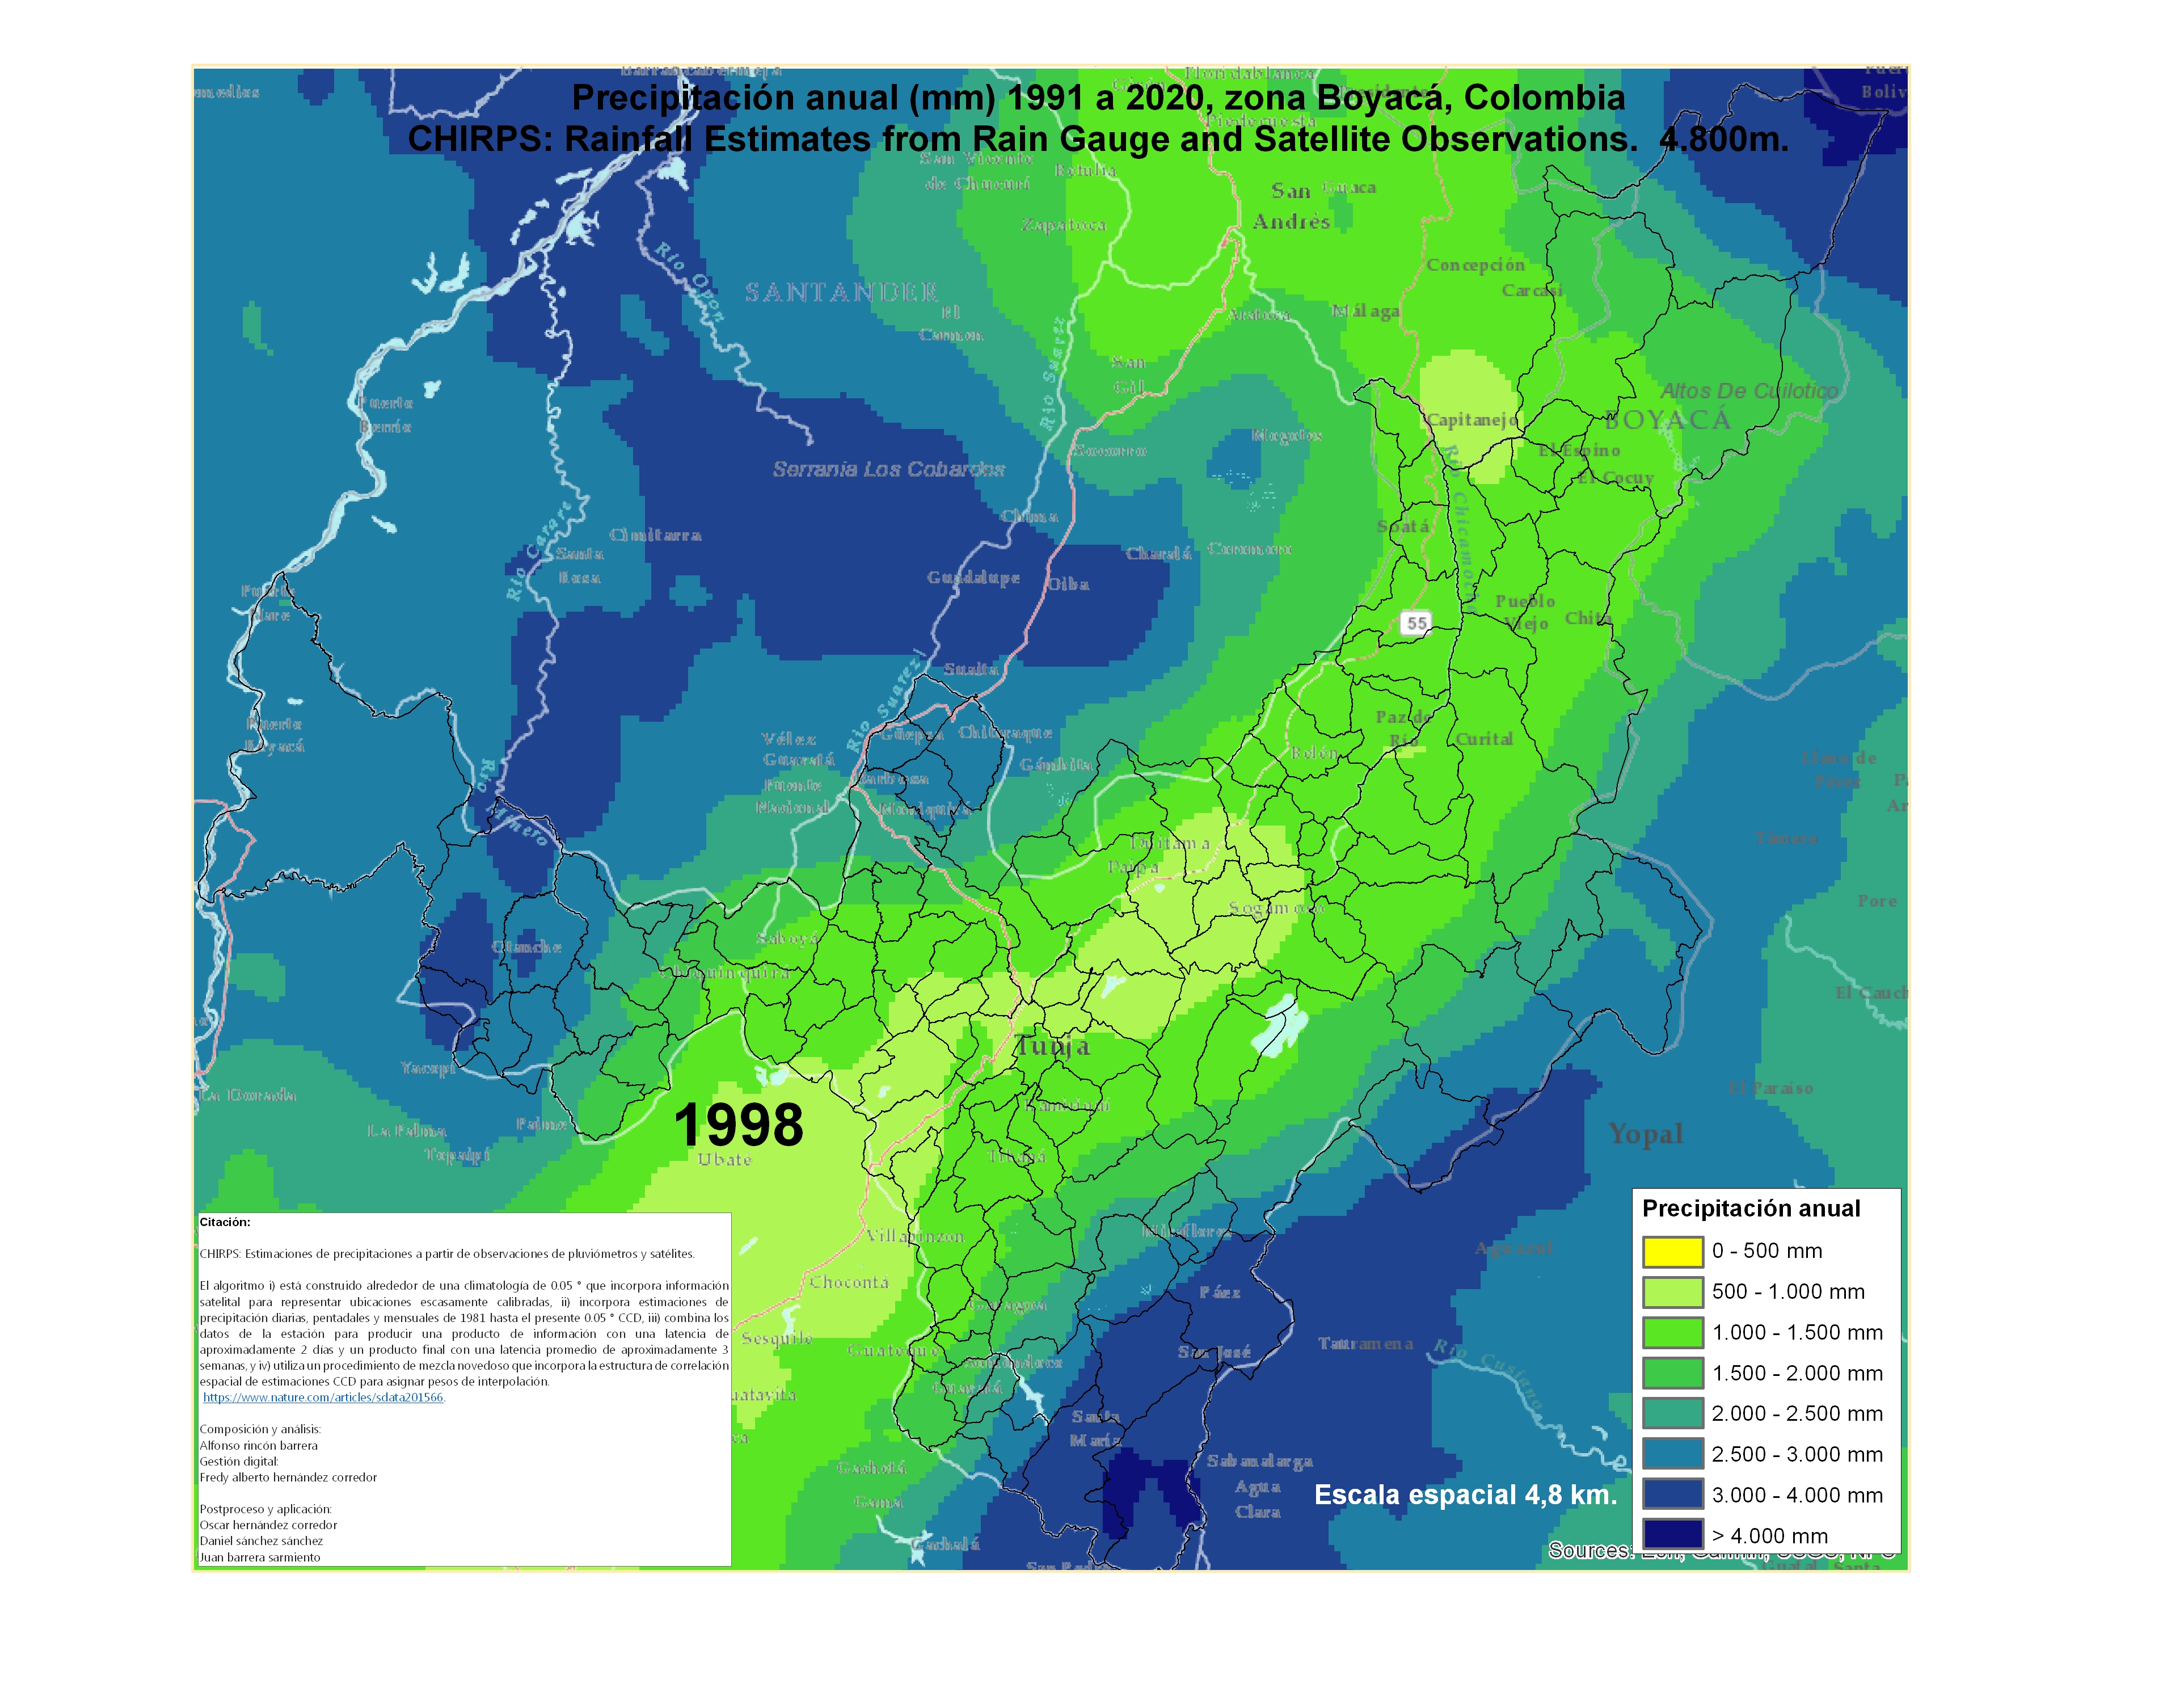 Precipitación anual (mm) 1991 a 2020, zona Boyacá, Colombia
CHIRPS: Rainfall Estimates from Rain Gauge and Satellite Observations.  4.800m.
Barrancabermeja
Floridablanca
Piedecuesta
San Vicente
de Chucurí
Betulia
San
Andrés
Guaca
Zapatoca
Río Opon
SANTANDER
El
Carmen
Concepción
Carcasí
Aratoca
Málaga
Río Suarez
San
Gil
Puerto
Berrío
Altos De Cuilotico
BOYACÁ
Capitanejo
Mogotes
Socorro
El Espino
El Cocuy
Serrania Los Cobardes
Río Carare
Cimitarra
Santa
Rosa
Chima
Charalá
Coromoro
Soatá
Río Chicamocha
Guadalupe
Oiba
Pueblo
Viejo
Chita
55
Suaita
Río Suarez
Puerto
Boyacá
Vélez
Guavatá
Puente
Nacional
Güepsa
Chitaraque
Gámbita
Barbosa
Moniquirá
Paz de
Río
Curital
Belén
Río
Minero
Támara
Duitama
Paipa
Pore
Sogamoso
Otanche
Saboyá
Chiquinquirá
Tunja
Yacopí
La Dorada
La Palma
Topaipí
Paime
1998
Ubaté
Ramiriquí
Tibaná
El Paraíso
Yopal
Villapinzon
Miraflores
Aguazul
Chocontá
Páez
Garagoa
Sesquile
Guateque
San José
Tauramena
Río Cusiana
Guayatá
Santa
María
Gachetá
Gama
Sabanalarga
Agua
Clara
Gachalá
Escala espacial 4,8 km.
Citación:
CHIRPS: Estimaciones de precipitaciones a partir de observaciones de pluviómetros y satélites.
El algoritmo i) está construido alrededor de una climatología de 0.05 ° que incorpora información
satelital para representar ubicaciones escasamente calibradas, ii) incorpora estimaciones de
precipitación diarias, pentadales y mensuales de 1981 hasta el presente 0.05 ° CCD, iii) combina los
datos de la estación para producir una producto de información con una latencia de
aproximadamente 2 días y un producto final con una latencia promedio de aproximadamente 3
semanas, y iv) utiliza un procedimiento de mezcla novedoso que incorpora la estructura de correlación
espacial de estimaciones CCD para asignar pesos de interpolación.
https://www.nature.com/articles/sdata201566.
Composición y análisis:
Alfonso rincón barrera
Gestión digital:
Fredy alberto hernández corredor
Postproceso y aplicación:
Oscar hernández corredor
Daniel sánchez sánchez
Juan barrera sarmiento
Precipitación anual
0 - 500 mm
500 - 1.000 mm
1.000 - 1.500 mm
1.500 - 2.000 mm
2.000 - 2.500 mm
2.500 - 3.000 mm
3.000 - 4.000 mm
> 4.000 mm
Sources: